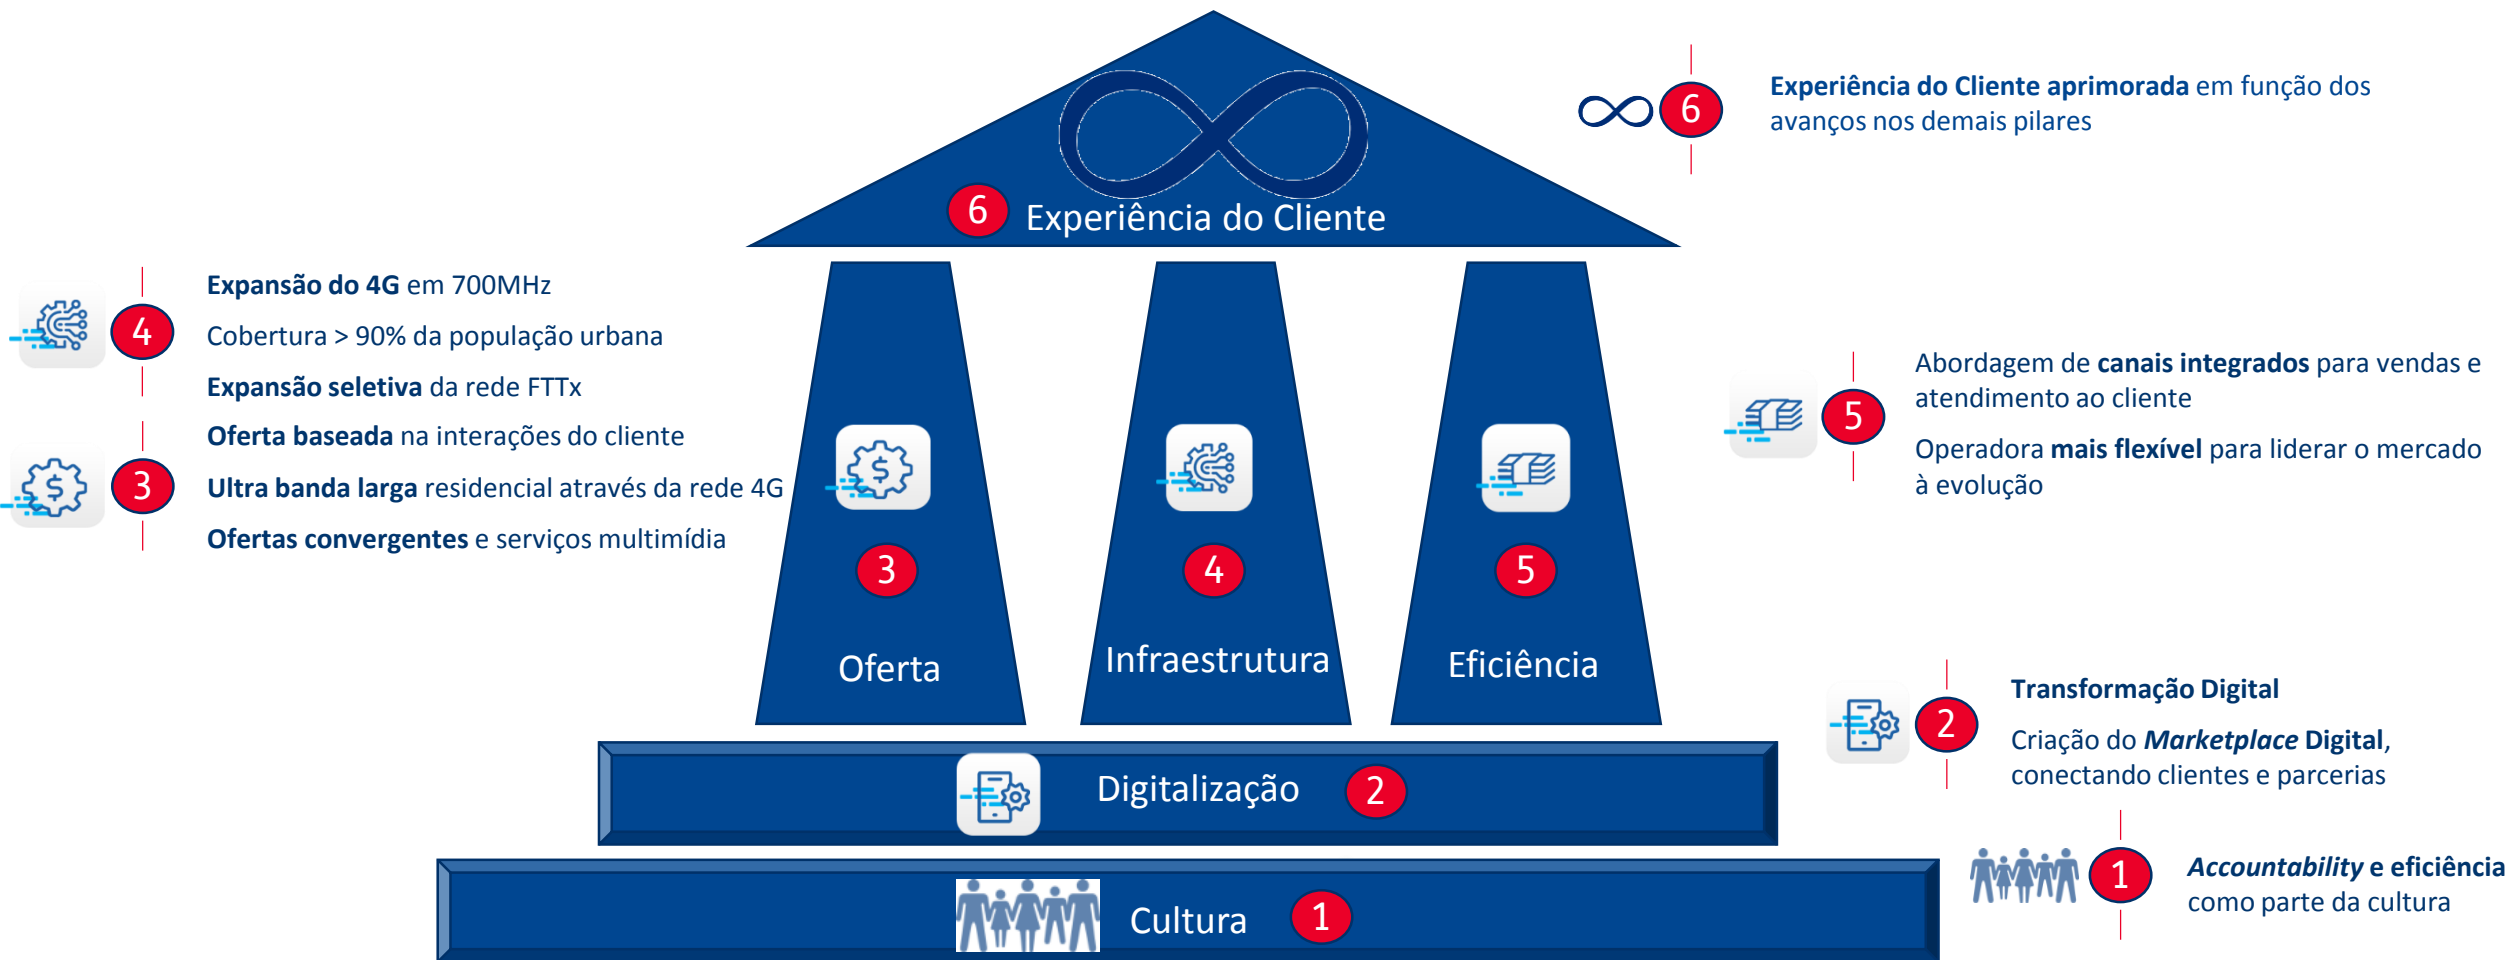 6
Experiência do Cliente aprimorada em função dos
avanços nos demais pilares
6
Experiência do Cliente
4
Expansão do 4G em 700MHz
Cobertura > 90% da população urbana
Expansão seletiva da rede FTTx
3
Oferta baseada na interações do cliente
Ultra banda larga residencial através da rede 4G
Ofertas convergentes e serviços multimídia
5
Abordagem de canais integrados para vendas e
atendimento ao cliente
Operadora mais flexível para liderar o mercado
à evolução
3
Oferta
4
Infraestrutura
5
Eficiência
2
Transformação Digital
Criação do Marketplace Digital,
conectando clientes e parcerias
Digitalização
2
1
Accountability e eficiência
como parte da cultura
Cultura
1